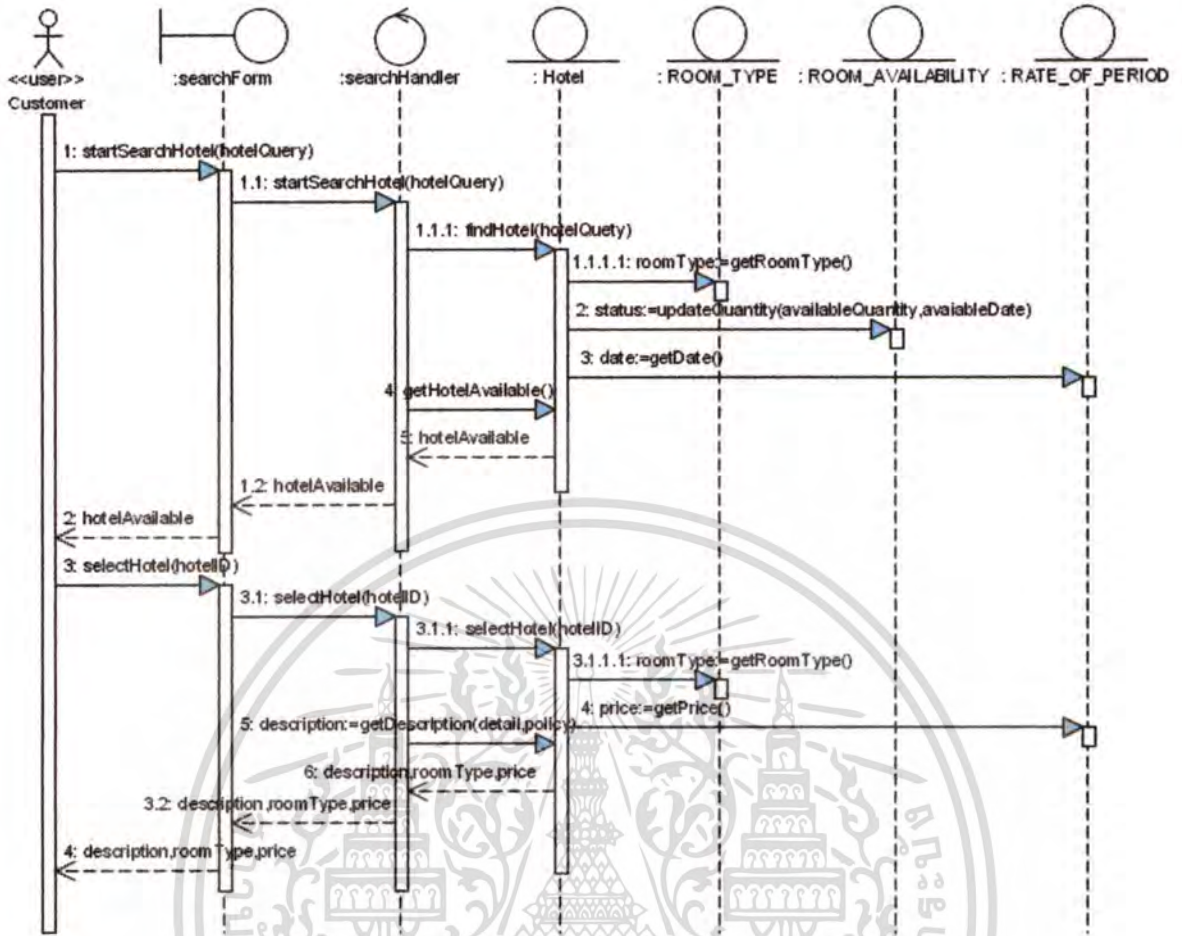 <<user>>
Customer
:searchForm
:searchHandler
: Hotel
: ROOM_TYPE
: ROOM_AVAILABILITY
: RATE_OF_PERIOD
1: startSearchHotel(hotelQuery)
1.1: startSearchHotel(hotelQuery)
1.1.1: findHotel(hotelQuety)
1.1.1.1: roomType:=getRoomType()
2: status:=updateQuantity(availableQuantity,avaiableDate)
3: date:=getDate()
4: getHotelAvailable()
5: hotelAvailable
1.2: hotelAvailable
2: hotelAvailable
3: selectHotel(hotelID)
3.1: selectHotel(hotelID)
3.1.1: selectHotel(hotelID)
3.1.1.1: roomType:=getRoomType()
4: price:=getPrice()
5: description:=getDescription(detail,policy)
6: description,roomType,price
3.2: description,roomType,price
4: description,roomType,price